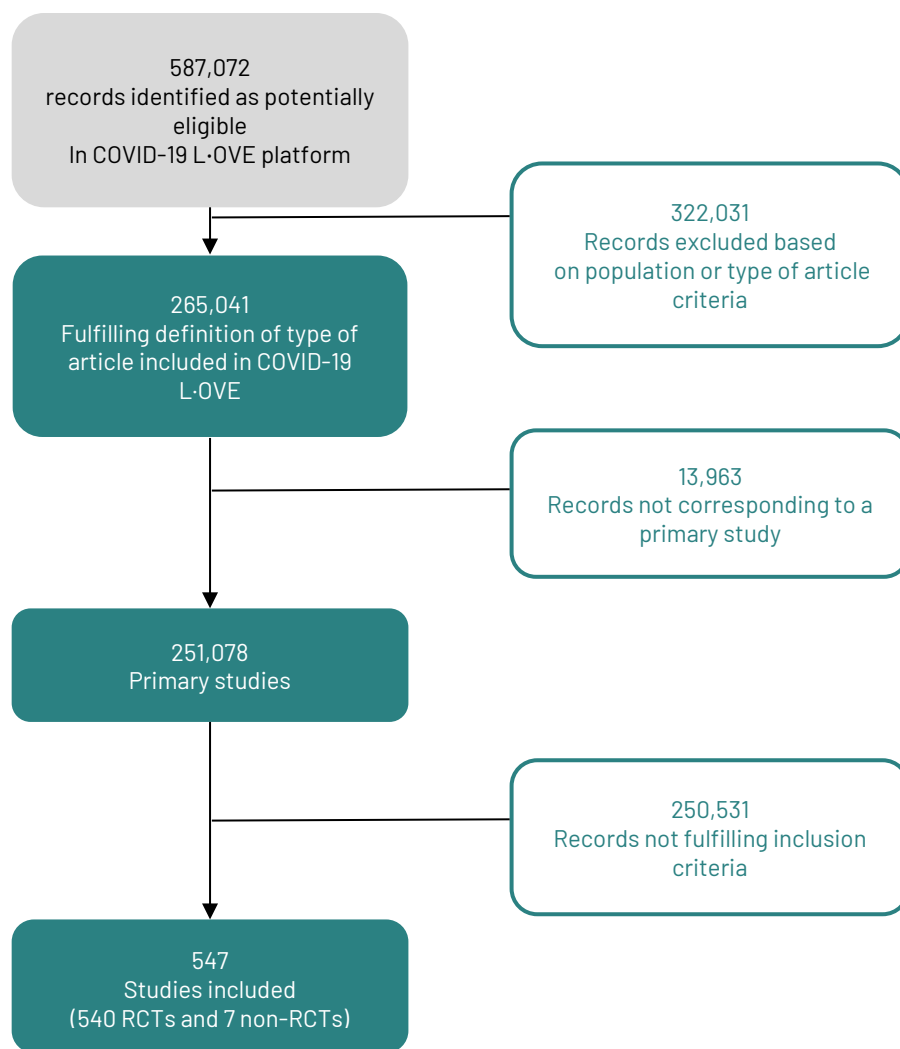 587,072
records identified as potentially
eligible
In COVID-19 L·OVE platform
322,031
Records excluded based
on population or type of article
criteria
265,041
Fulfilling definition of type of
article included in COVID-19
L·OVE
13,963
Records not corresponding to a
primary study
251,078
Primary studies
250,531
Records not fulfilling inclusion
criteria
547
Studies included
(540 RCTs and 7 non-RCTs)